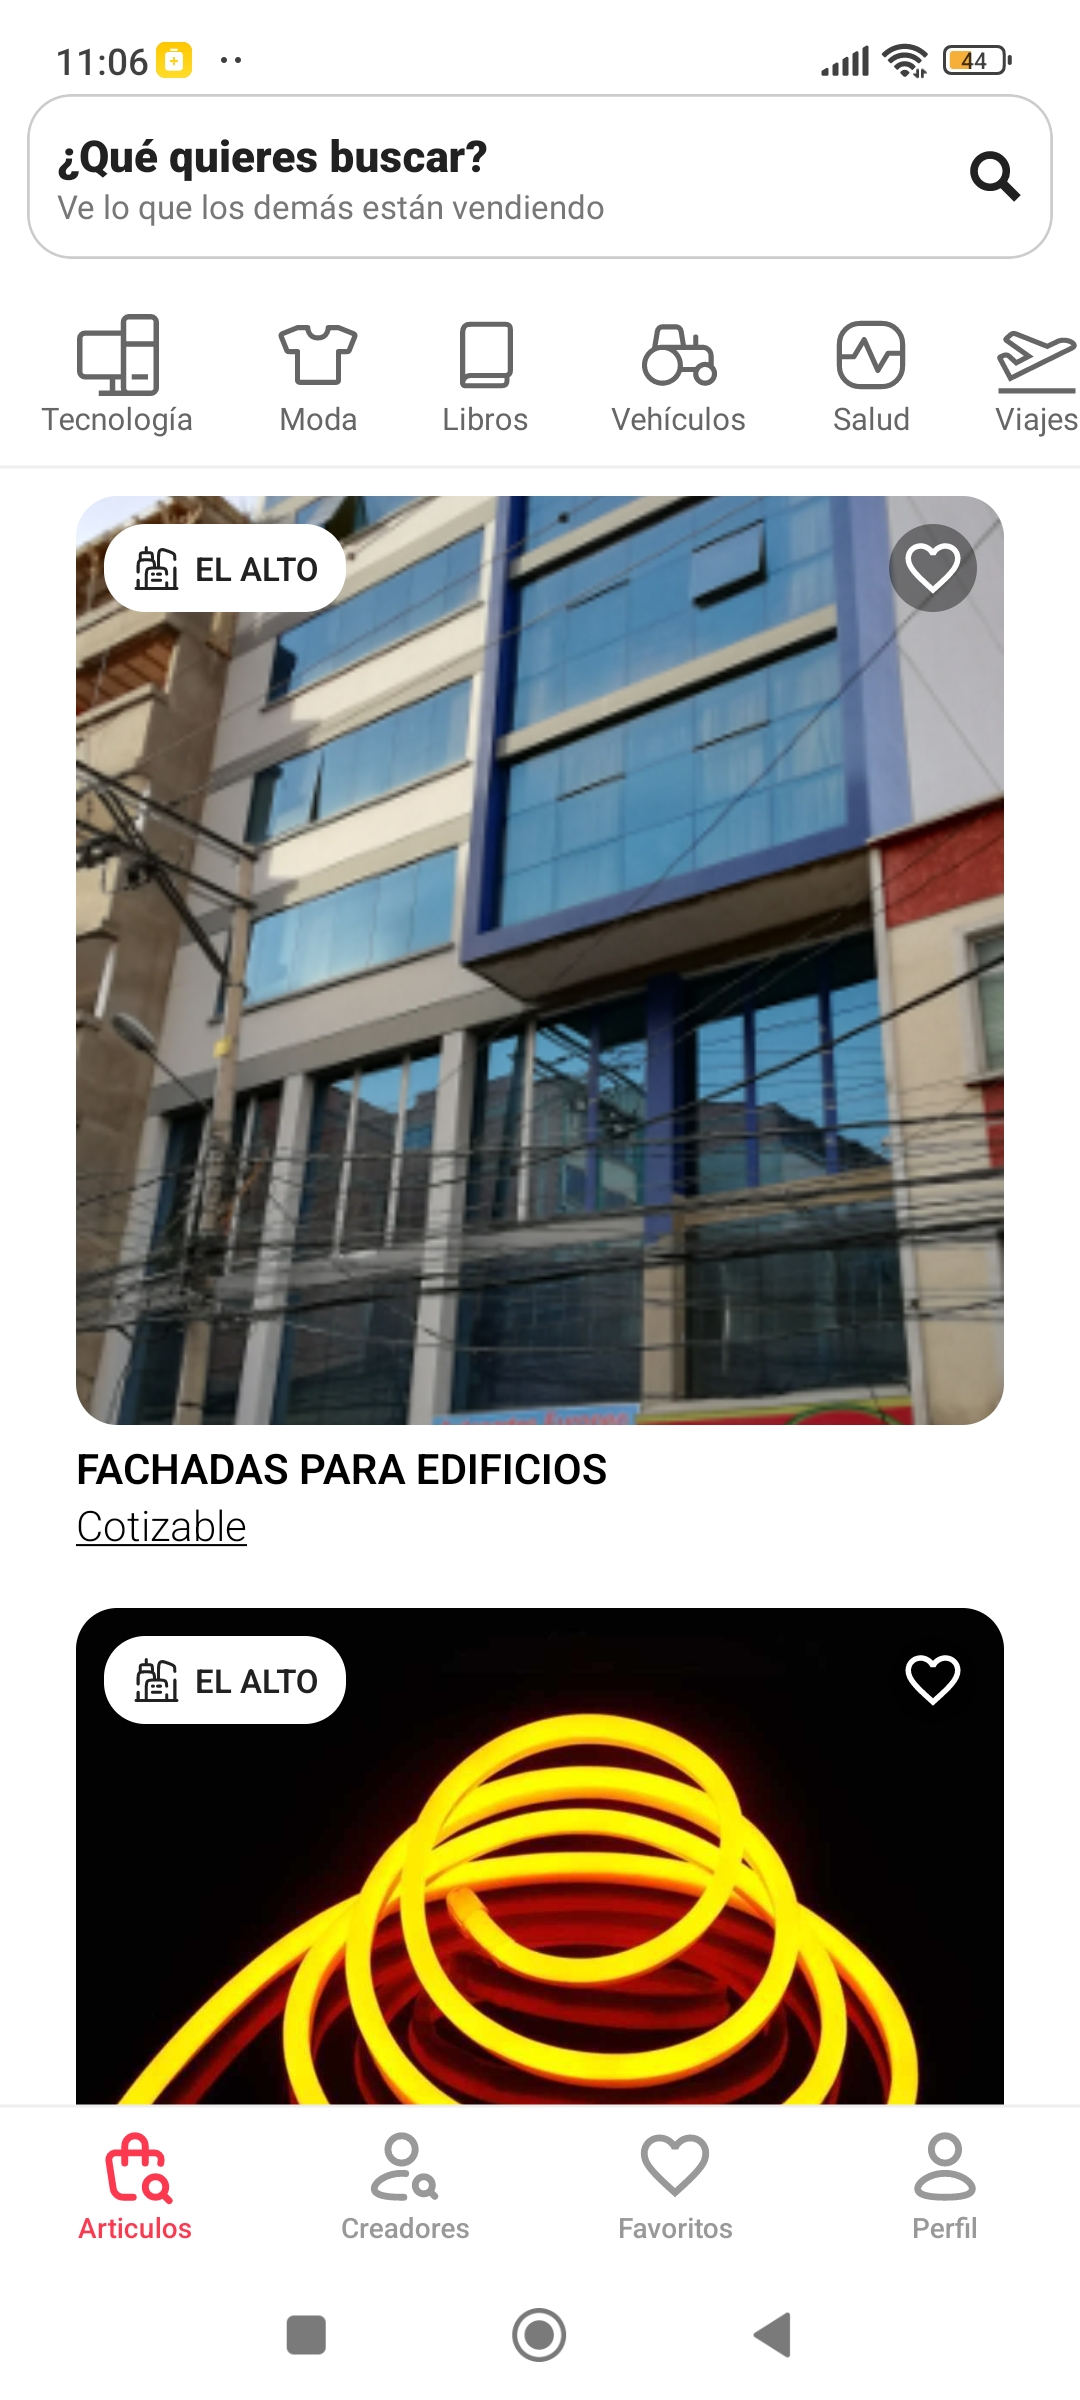 11:06
44
¿Qué quieres buscar?
Ve lo que los demás están vendiendo
Tecnología
Moda
Libros
Vehículos
Salud
Viajes
EL ALTO
FACHADAS PARA EDIFICIOS
Cotizable
EL ALTO
Articulos
Creadores
Favoritos
Perfil